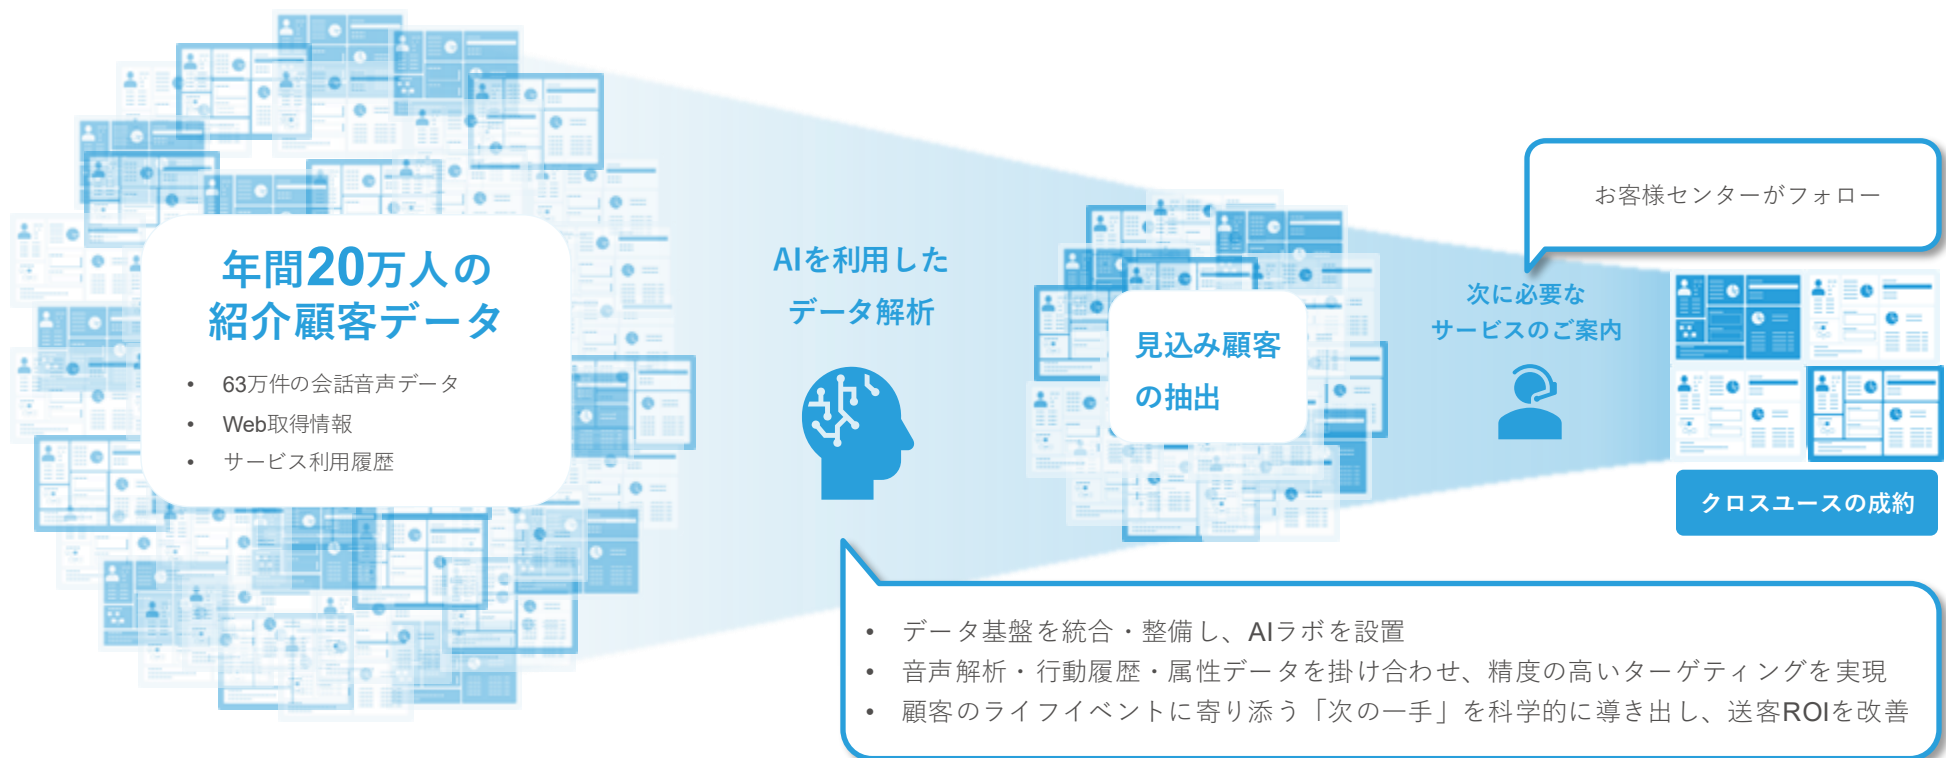 年間20万人の
紹介顧客データ
• 63万件の会話音声データ
• Web取得情報
• サービス利用履歴
AIを利用した
データ解析
見込み顧客
の抽出
お客様センターがフォロー
次に必要な
サービスのご案内
クロスユースの成約
• データ基盤を統合・整備し、AIラボを設置
• 音声解析・行動履歴・属性データを掛け合わせ、精度の高いターゲティングを実現
• 顧客のライフイベントに寄り添う「次の一手」を科学的に導き出し、送客ROIを改善